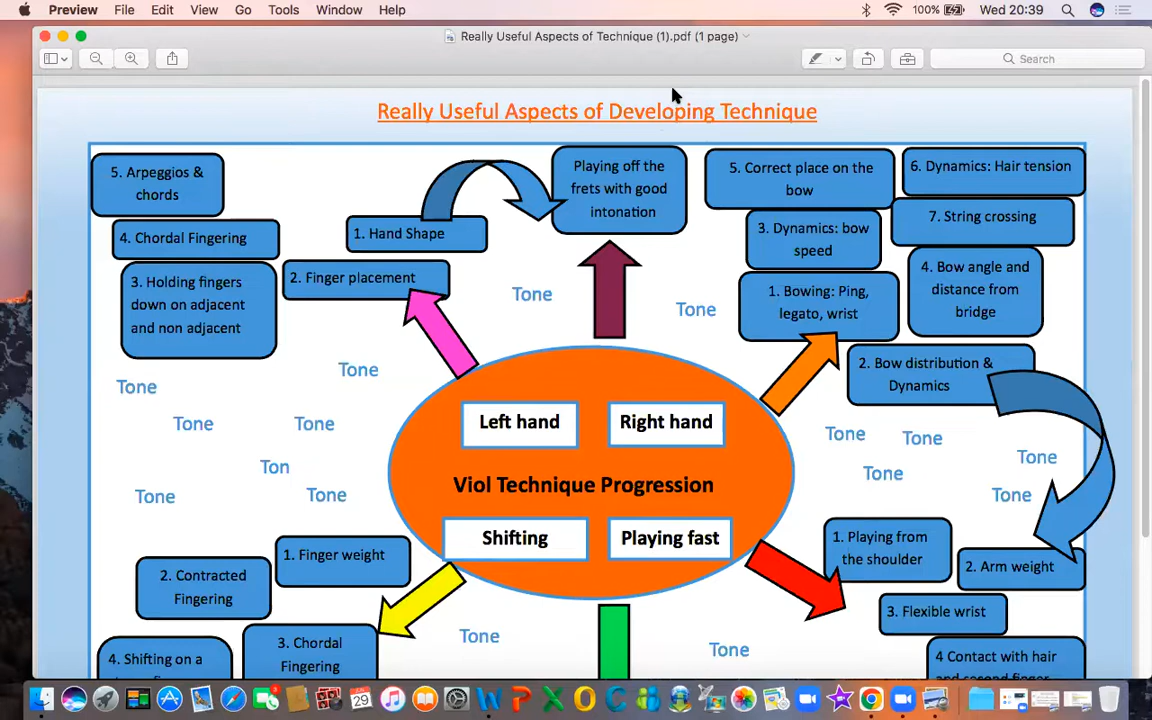 Preview File Edit View Go Tools Window Help 100% Wed 20:39
Really Useful Aspects of Technique (1).pdf (1 page)
Search
Really Useful Aspects of Developing Technique
5. Arpeggios &
chords
4. Chordal Fingering
3. Holding fingers
down on adjacent
and non adjacent
1. Hand Shape
2. Finger placement
Playing off the
frets with good
intonation
5. Correct place on the
bow
6. Dynamics: Hair tension
3. Dynamics: bow
speed
7. String crossing
1. Bowing: Ping,
legato, wrist
4. Bow angle and
distance from
bridge
2. Bow distribution &
Dynamics
Tone
Tone
Tone
Tone
Tone
Tone
Ton
Tone
Tone
Left hand
Right hand
Viol Technique Progression
Shifting
Playing fast
Tone
Tone
Tone
Tone
Tone
1. Finger weight
2. Contracted
Fingering
3. Chordal
Fingering
4. Shifting on a
1. Playing from
the shoulder
2. Arm weight
3. Flexible wrist
4 Contact with hair
Tone
Tone
and second finger
3
JUN
29